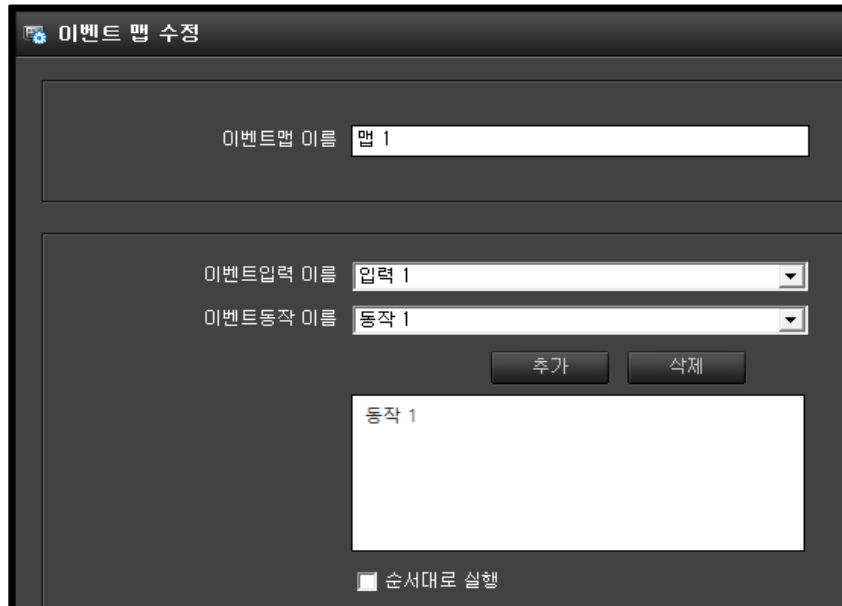 이벤트 맵 수정
이벤트맵 이름 맵 1
이벤트입력 이름 입력 1
이벤트동작 이름 동작 1
추가 삭제
동작 1
순서대로 실행